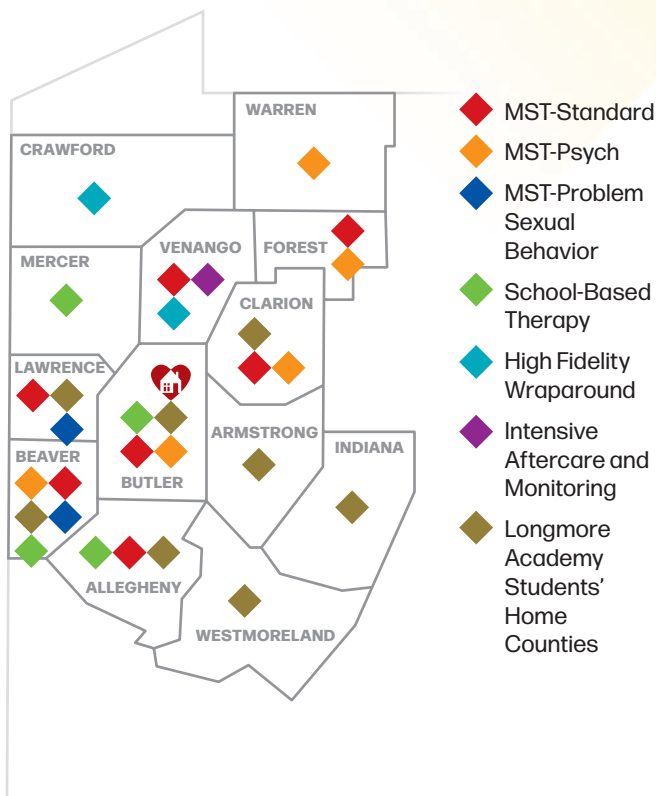 WARREN
CRAWFORD
VENANGO
FOREST
MERCER
CLARION
LAWRENCE
ARMSTRONG
INDIANA
BEAVER
BUTLER
ALLEGHENY
WESTMORELAND
MST-Standard
MST-Psych
MST-Problem
Sexual
Behavior
School-Based
Therapy
High Fidelity
Wraparound
Intensive
Aftercare and
Monitoring
Longmore
Academy
Students’
Home
Counties